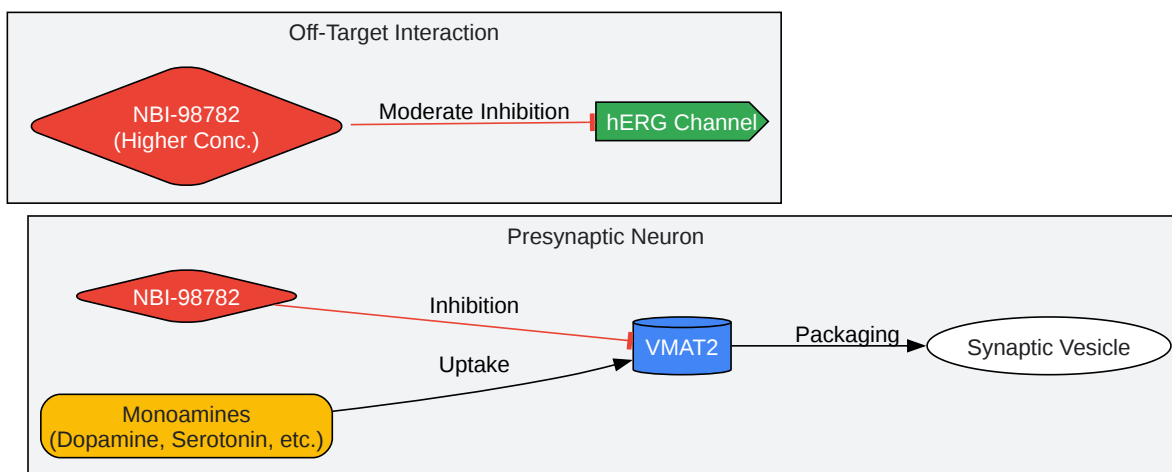 Off-Target Interaction
NBI-98782
(Higher Conc.)
Moderate Inhibition
hERG Channel
Presynaptic Neuron
NBI-98782
Inhibition
Uptake
VMAT2
Packaging
Synaptic Vesicle
Monoamines
(Dopamine, Serotonin, etc.)